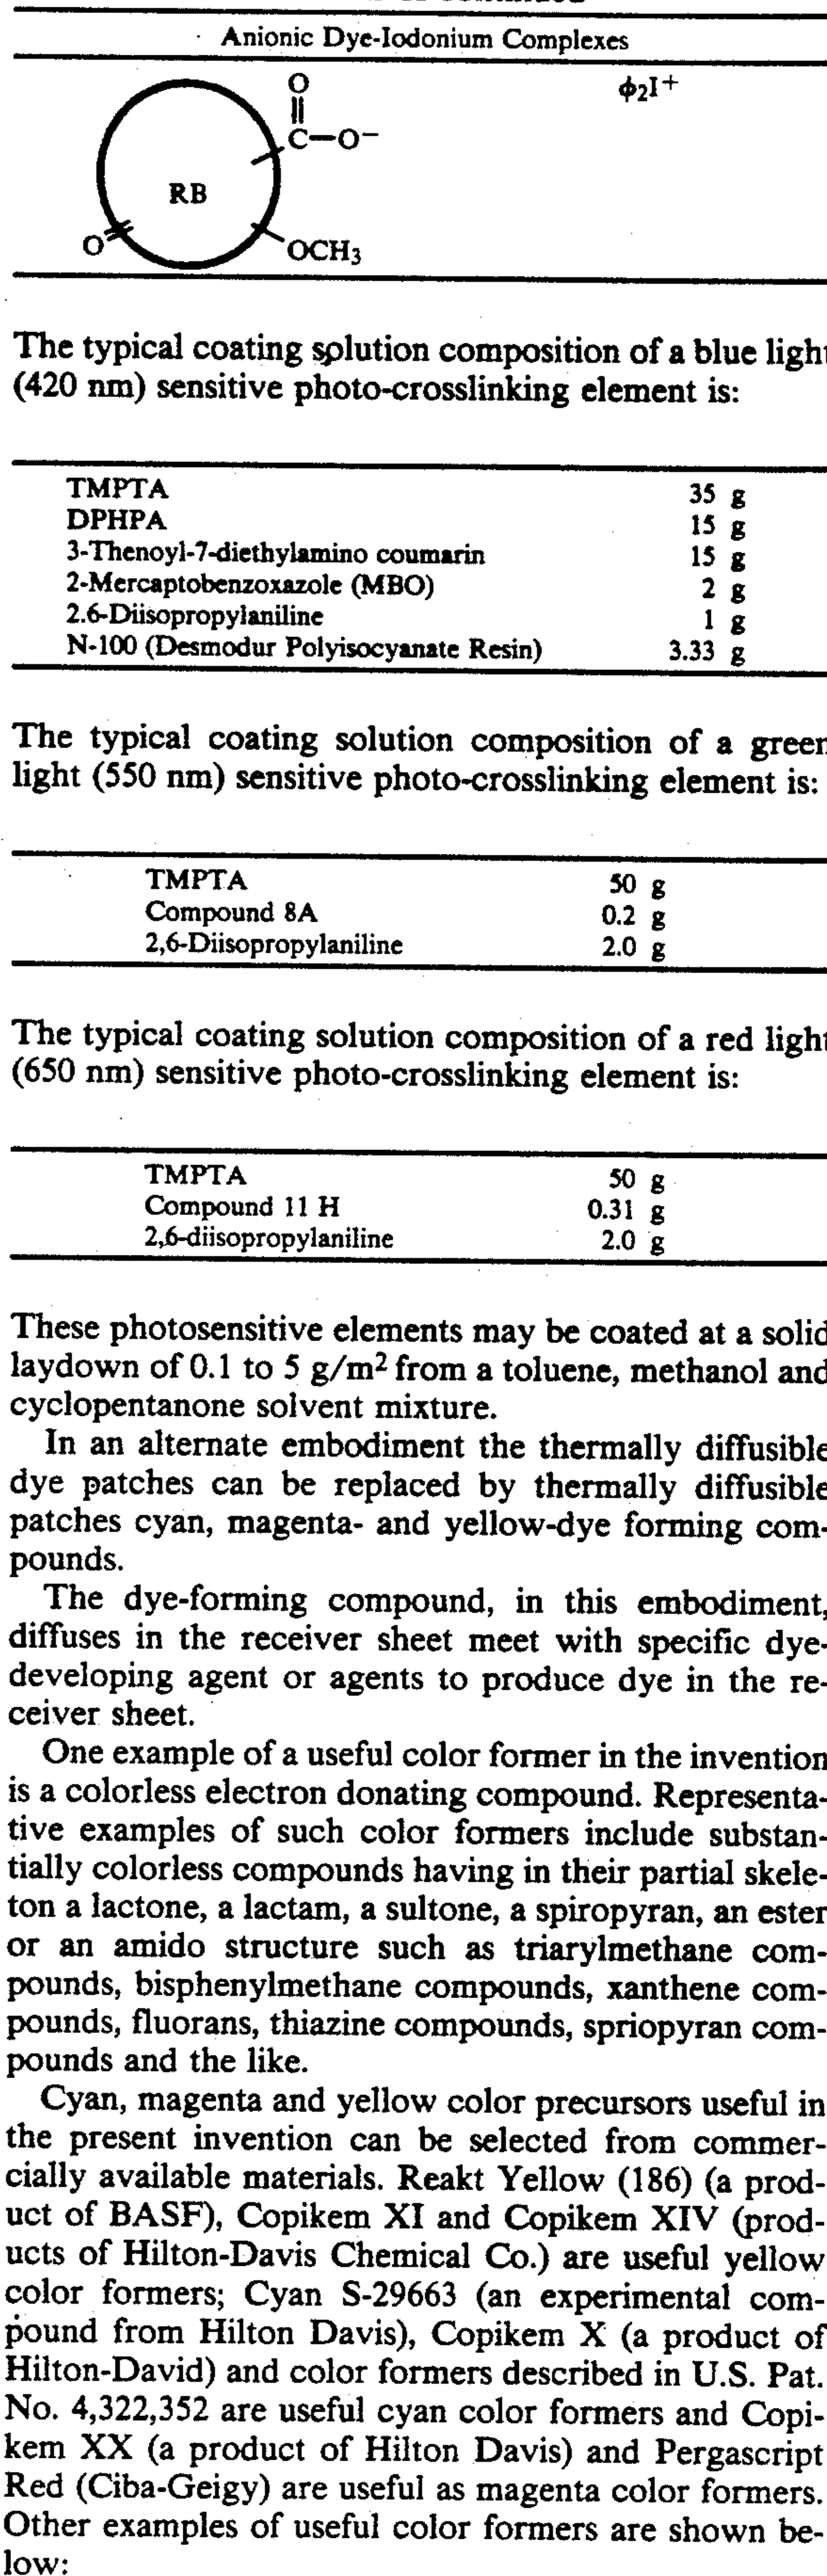 Anionic Dye-Iodonium Complexes
O
||
C—O−
ϕ2I+
RB
O
OCH3
The typical coating solution composition of a blue light
(420 nm) sensitive photo-crosslinking element is:
TMPTA 35 g
DPHPA 15 g
3-Thenoyl-7-diethylamino coumarin 15 g
2-Mercaptobenzoxazole (MBO) 2 g
2.6-Diisopropylaniline 1 g
N-100 (Desmodur Polyisocyanate Resin) 3.33 g
The typical coating solution composition of a green
light (550 nm) sensitive photo-crosslinking element is:
TMPTA 50 g
Compound 8A 0.2 g
2,6-Diisopropylaniline 2.0 g
The typical coating solution composition of a red light
(650 nm) sensitive photo-crosslinking element is:
TMPTA 50 g
Compound 11 H 0.31 g
2,6-diisopropylaniline 2.0 g
These photosensitive elements may be coated at a solid
laydown of 0.1 to 5 g/m2 from a toluene, methanol and
cyclopentanone solvent mixture.
In an alternate embodiment the thermally diffusible
dye patches can be replaced by thermally diffusible
patches cyan, magenta- and yellow-dye forming com-
pounds.
The dye-forming compound, in this embodiment,
diffuses in the receiver sheet meet with specific dye-
developing agent or agents to produce dye in the re-
ceiver sheet.
One example of a useful color former in the invention
is a colorless electron donating compound. Representa-
tive examples of such color formers include substan-
tially colorless compounds having in their partial skele-
ton a lactone, a lactam, a sultone, a spiropyran, an ester
or an amido structure such as triarylmethane com-
pounds, bisphenylmethane compounds, xanthene com-
pounds, fluorans, thiazine compounds, spriopyran com-
pounds and the like.
Cyan, magenta and yellow color precursors useful in
the present invention can be selected from commer-
cially available materials. Reakt Yellow (186) (a prod-
uct of BASF), Copikem XI and Copikem XIV (prod-
ucts of Hilton-Davis Chemical Co.) are useful yellow
color formers; Cyan S-29663 (an experimental com-
pound from Hilton Davis), Copikem X (a product of
Hilton-David) and color formers described in U.S. Pat.
No. 4,322,352 are useful cyan color formers and Copi-
kem XX (a product of Hilton Davis) and Pergascript
Red (Ciba-Geigy) are useful as magenta color formers.
Other examples of useful color formers are shown be-
low: